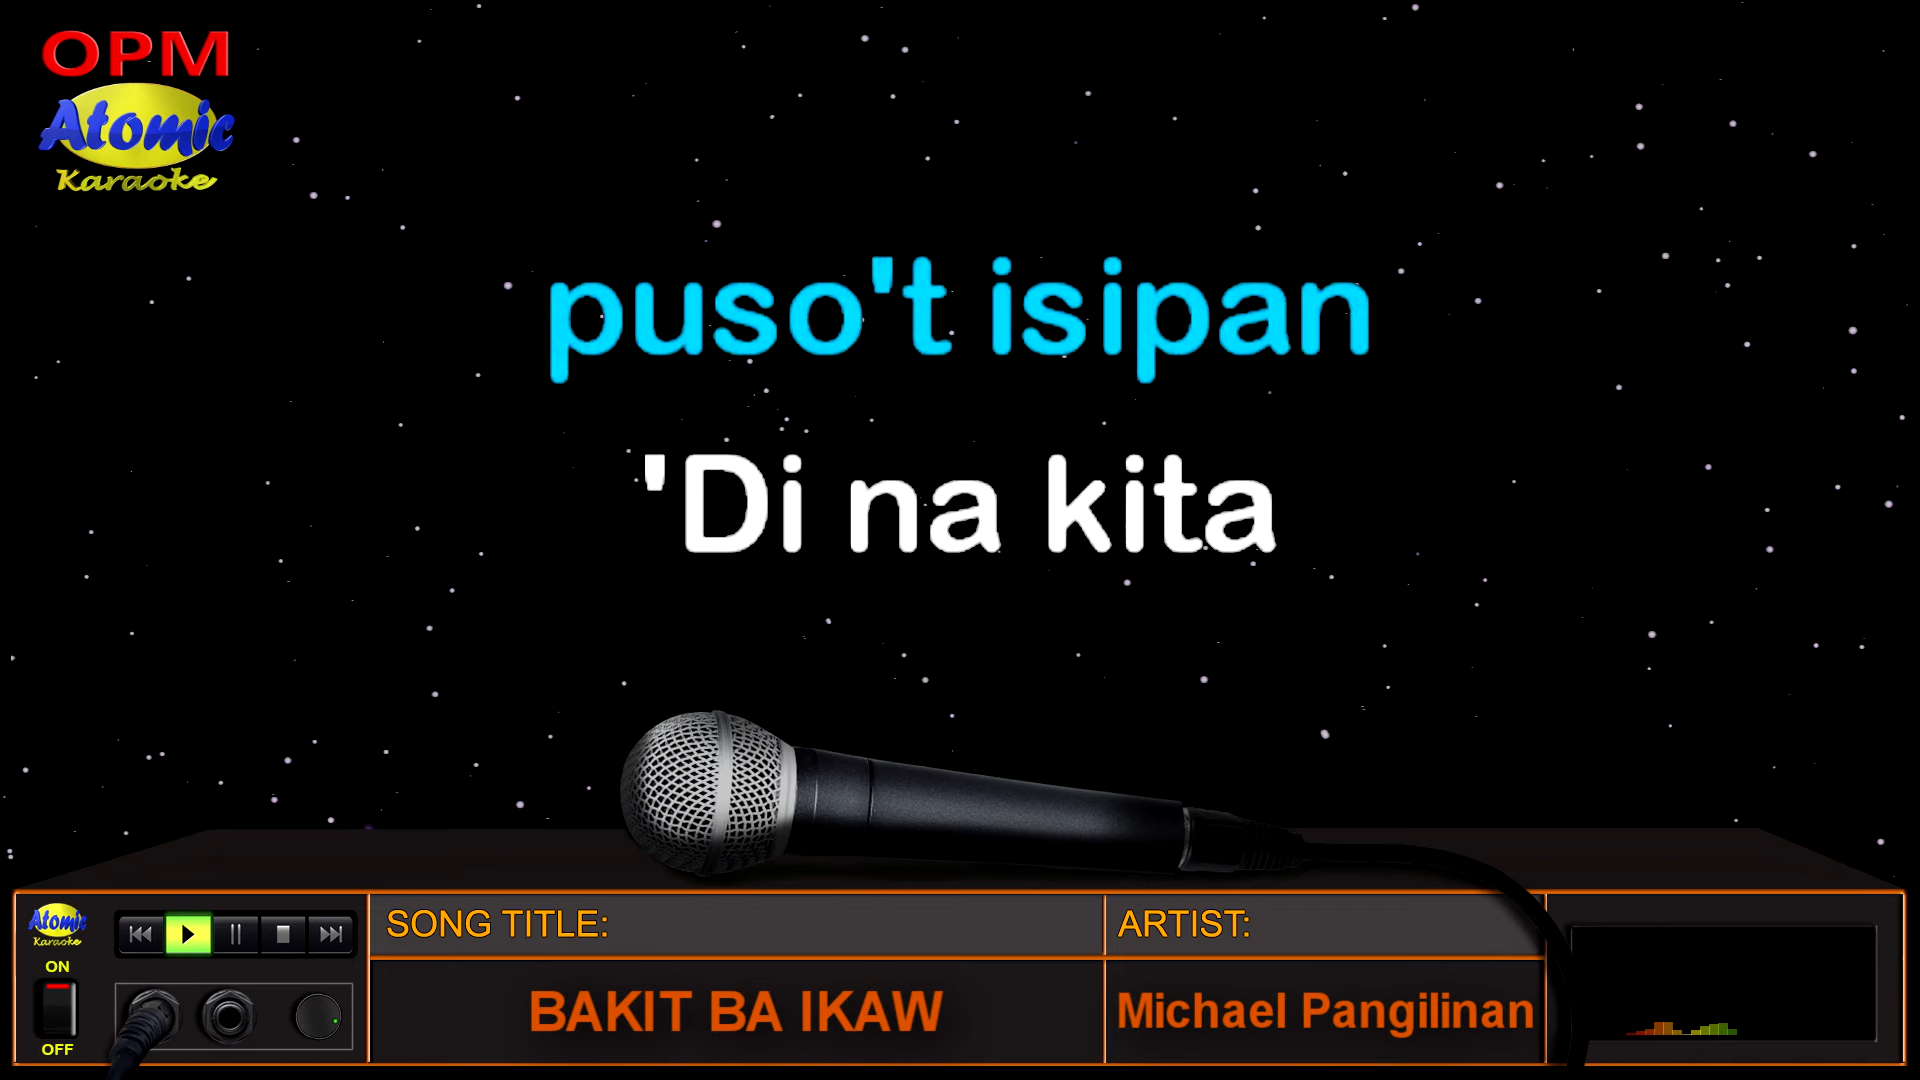 OPM
Atomic
Karaoke
puso't isipan
'Di na kita
Atomic
Karaoke
ON
OFF
SONG TITLE:
BAKIT BA IKAW
ARTIST:
Michael Pangilinan